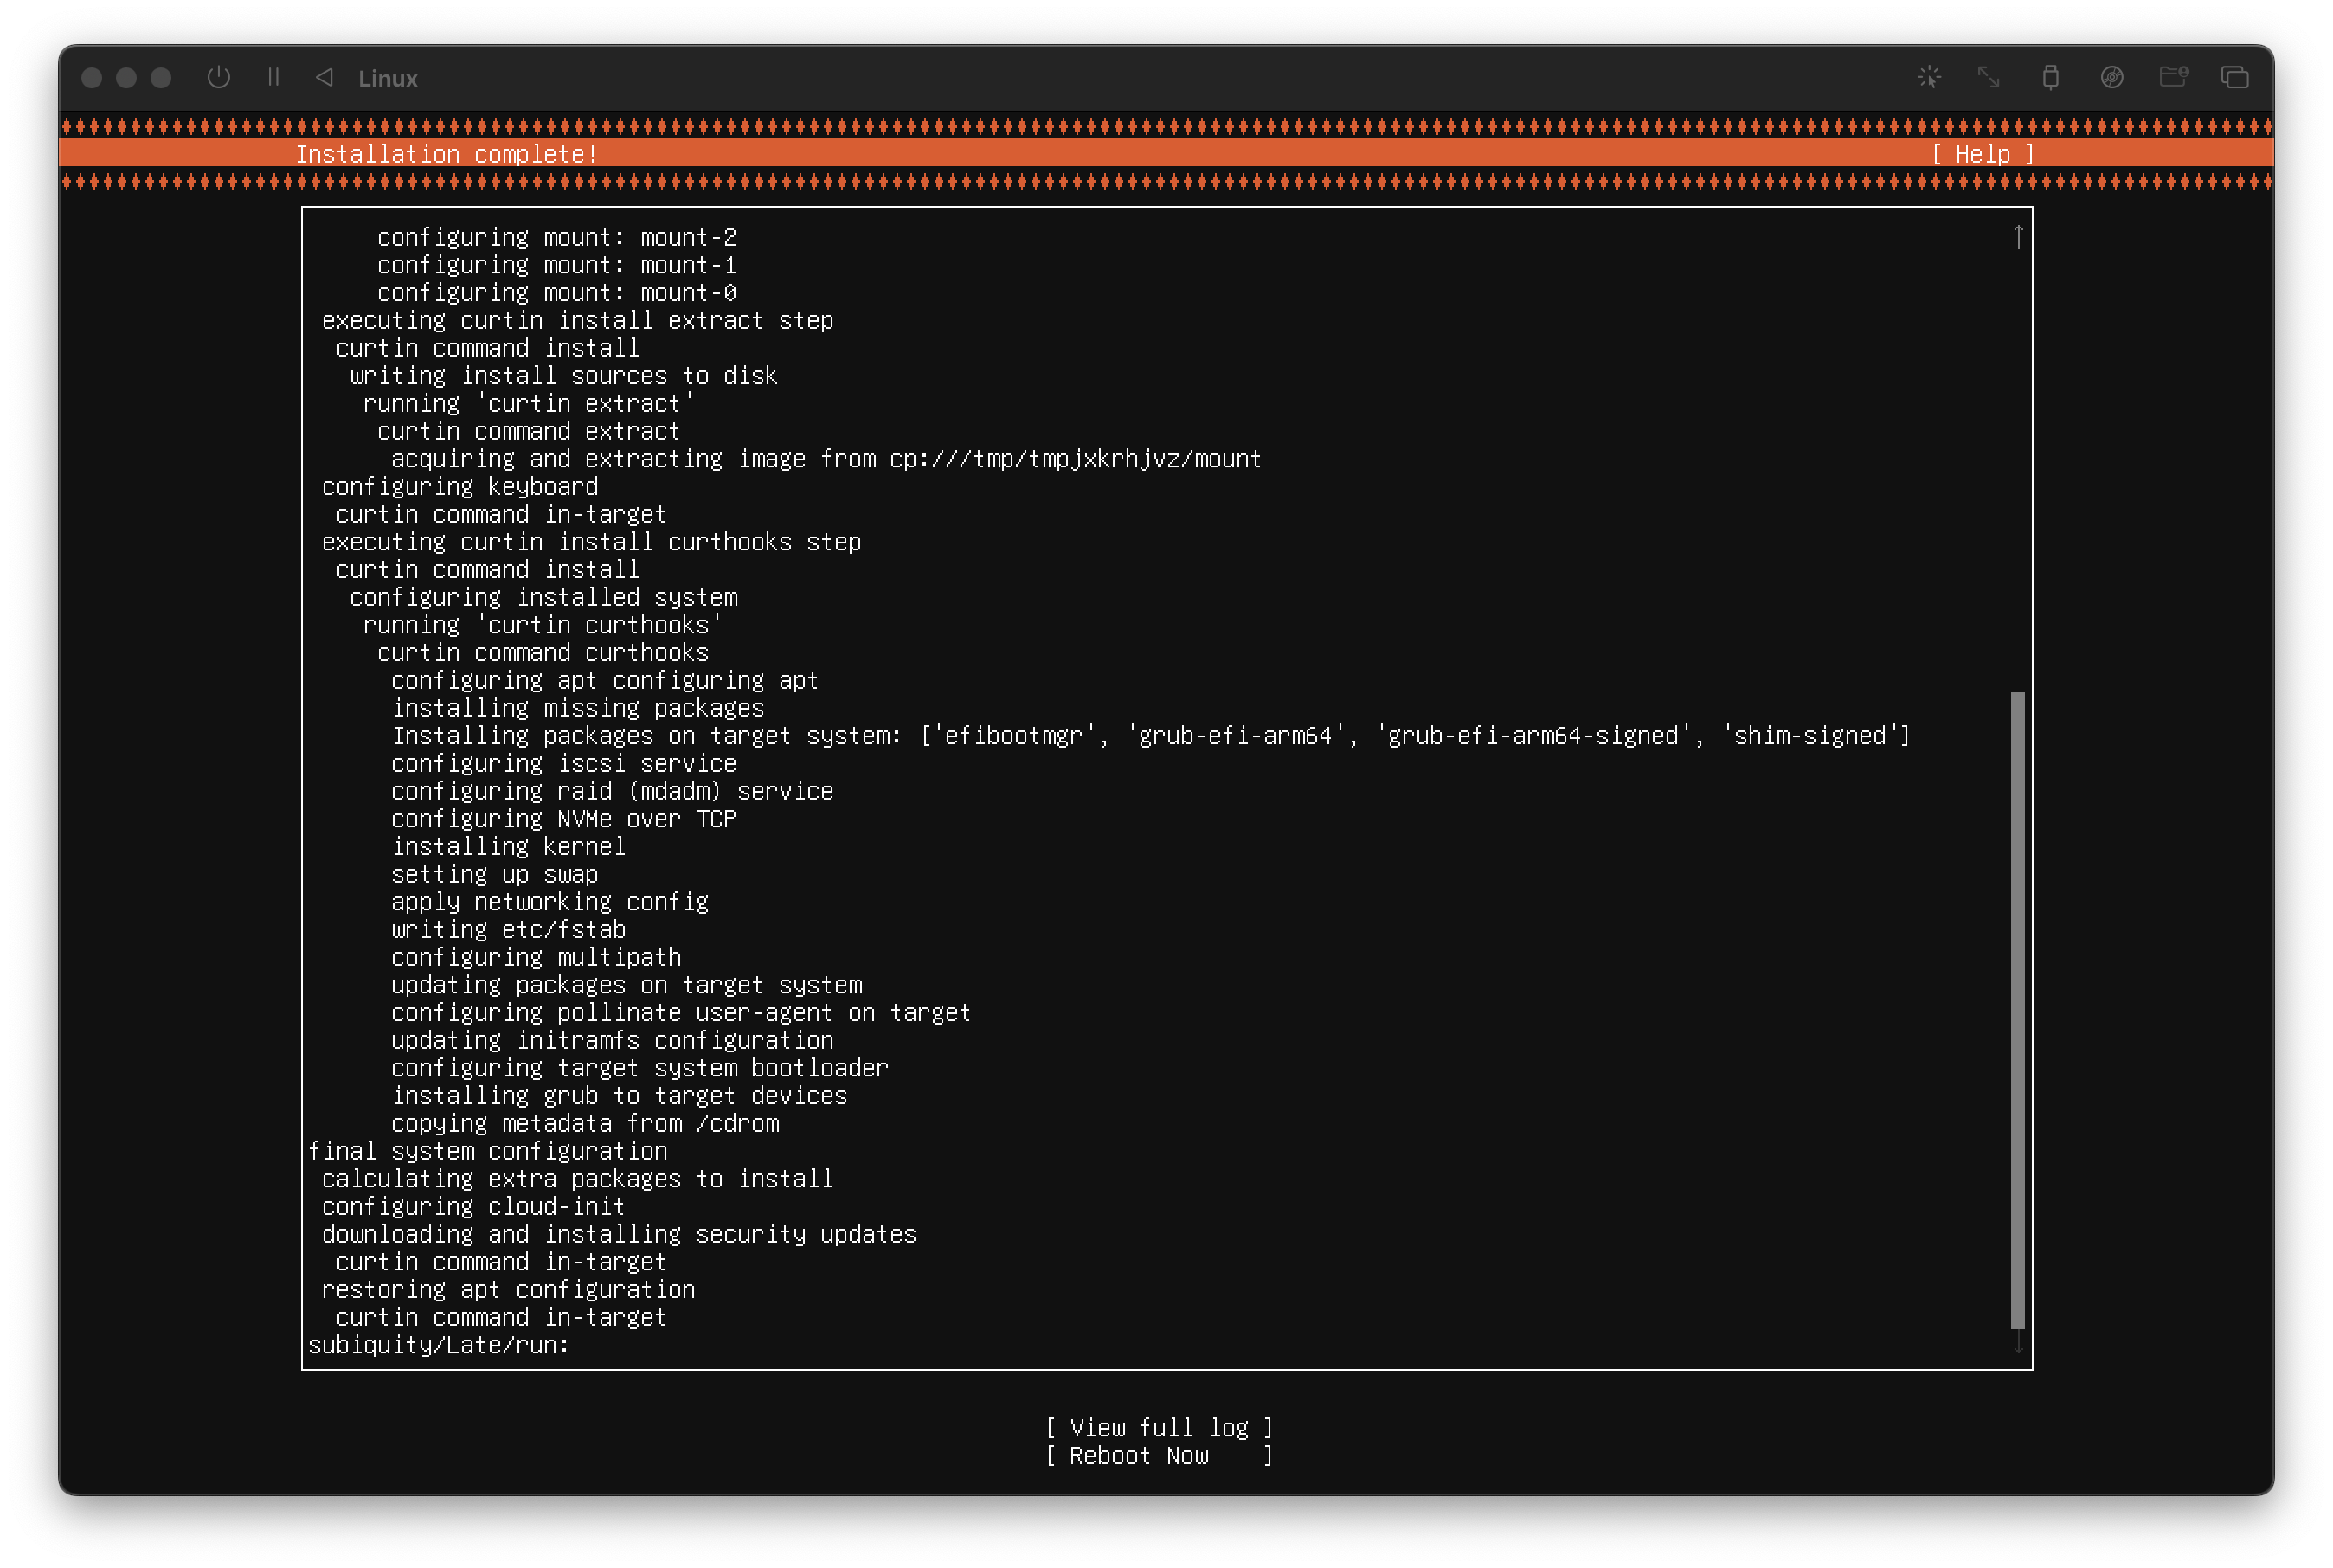 Linux
Installation complete! [ Help ]
configuring mount: mount-2
configuring mount: mount-1
configuring mount: mount-0
executing curtin install extract step
curtin command install
writing install sources to disk
running 'curtin extract'
curtin command extract
acquiring and extracting image from cp:///tmp/tmpjxkrhjvz/mount
configuring keyboard
curtin command in-target
executing curtin install curthooks step
curtin command install
configuring installed system
running 'curtin curthooks'
curtin command curthooks
configuring apt configuring apt
installing missing packages
Installing packages on target system: ['efibootmgr', 'grub-efi-arm64', 'grub-efi-arm64-signed', 'shim-signed']
configuring iscsi service
configuring raid (mdadm) service
configuring NVMe over TCP
installing kernel
setting up swap
apply networking config
writing etc/fstab
configuring multipath
updating packages on target system
configuring pollinate user-agent on target
updating initramfs configuration
configuring target system bootloader
installing grub to target devices
copying metadata from /cdrom
final system configuration
calculating extra packages to install
configuring cloud-init
downloading and installing security updates
curtin command in-target
restoring apt configuration
curtin command in-target
subiquity/Late/run:
[ View full log ]
[ Reboot Now ]